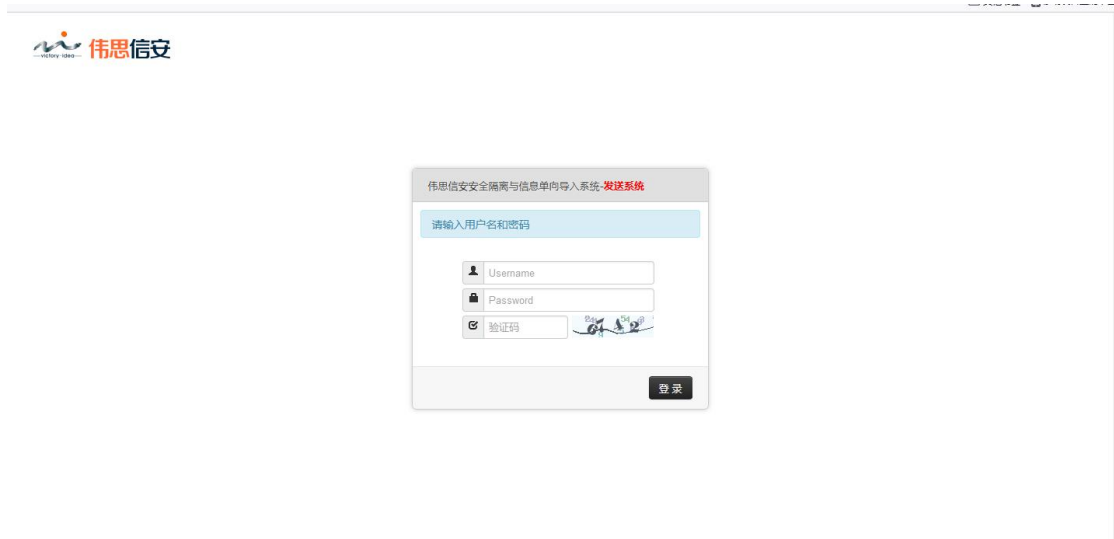 victory-idea
伟思信安
伟思信安安全隔离与信息单向导入系统-发送系统
请输入用户名和密码
Username
Password
验证码
登 录